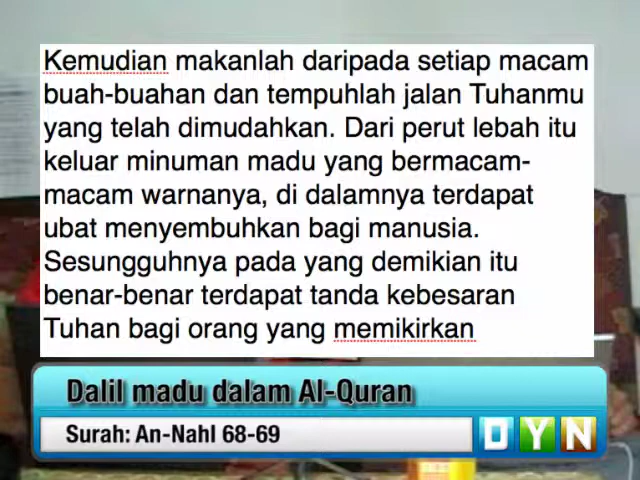 Kemudian makanlah daripada setiap macam
buah-buahan dan tempuhlah jalan Tuhanmu
yang telah dimudahkan. Dari perut lebah itu
keluar minuman madu yang bermacam-
macam warnanya, di dalamnya terdapat
ubat menyembuhkan bagi manusia.
Sesungguhnya pada yang demikian itu
benar-benar terdapat tanda kebesaran
Tuhan bagi orang yang memikirkan
Dalil madu dalam Al-Quran
Surah: An-Nahl 68-69
DYN